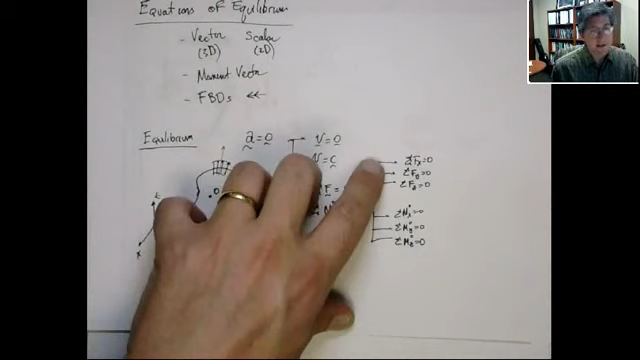 Equations of Equilibrium
- Vector Scalar
(3D) (2D)
- Moment Vector
- FBDs <<
Equilibrium a = 0 v = 0
v = c
ΣFx=0
ΣFy=0
F = ΣFz=0
0
ΣMx°=0
ΣMy°=0
ΣMz°=0
x